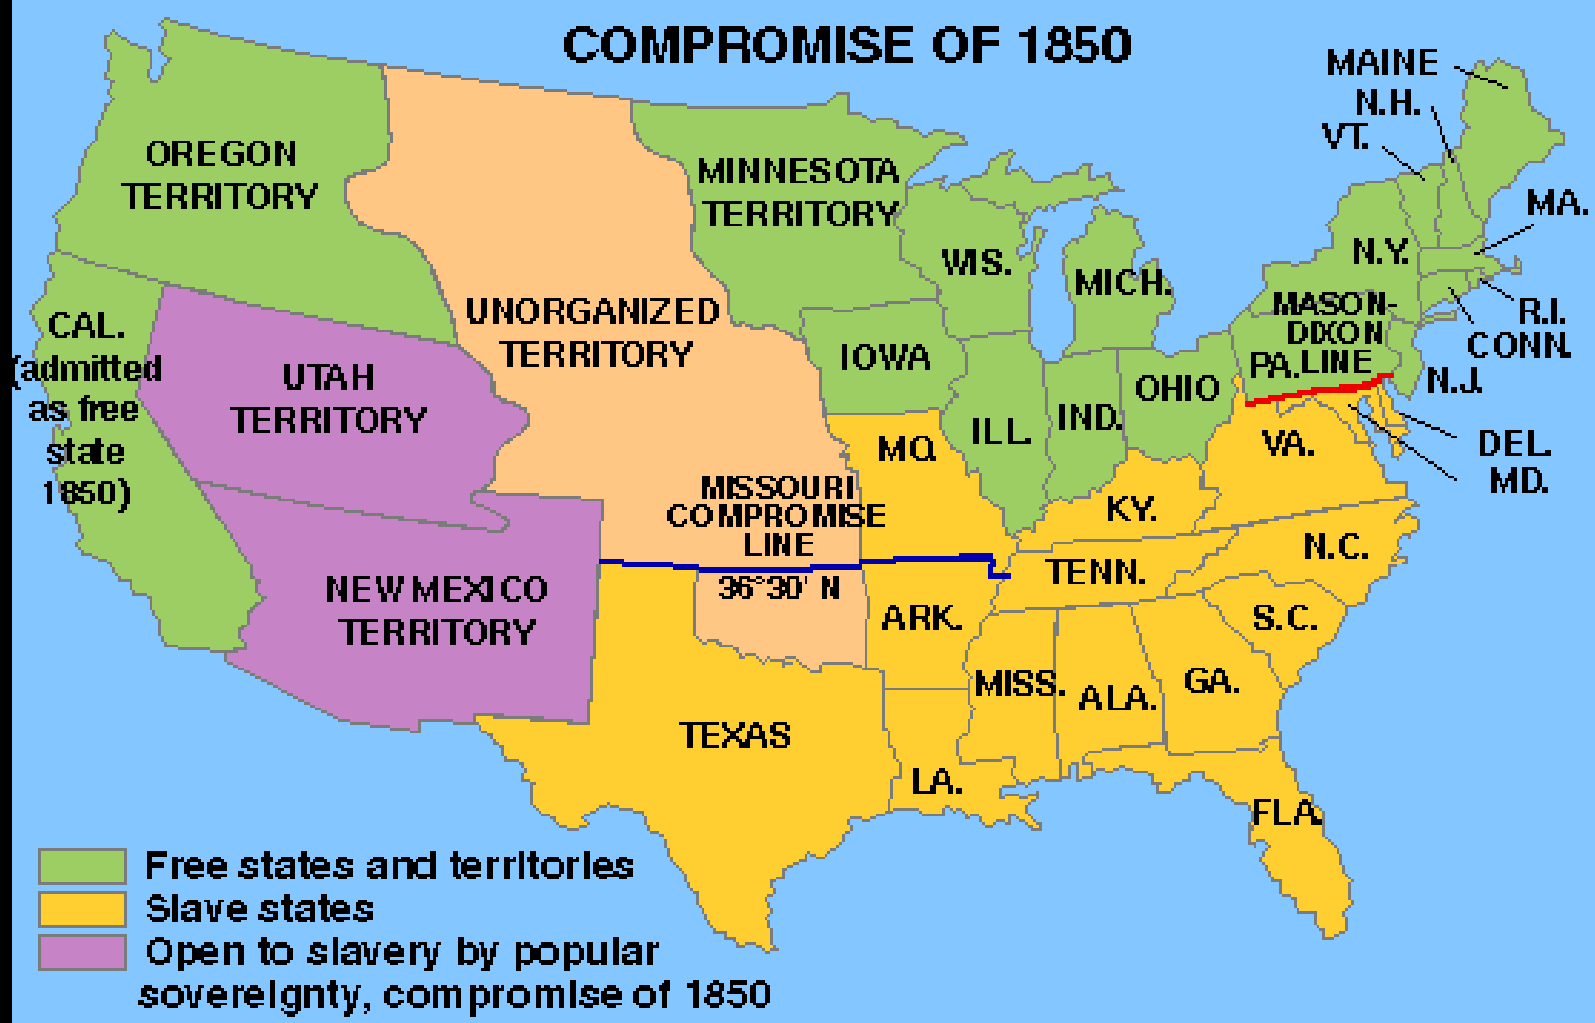 COMPROMISE OF 1850
MAINE
N.H.
VT.
OREGON
TERRITORY
MINNESOTA
TERRITORY
MA.
WIS.
N.Y.
MICH.
UNORGANIZED
TERRITORY
MASON-
DIXON
LINE
PA.
R.I.
CONN.
N.J.
CAL.
(admitted
as free
state
1850)
UTAH
TERRITORY
IOWA
OHIO
ILL.
IND.
MO.
VA.
DEL.
MD.
MISSOURI
COMPROMISE
LINE
36°30' N
KY.
N.C.
TENN.
NEW MEXICO
TERRITORY
ARK.
S.C.
MISS.
ALA.
GA.
TEXAS
LA.
FLA.
Free states and territories
Slave states
Open to slavery by popular
sovereignty, compromise of 1850